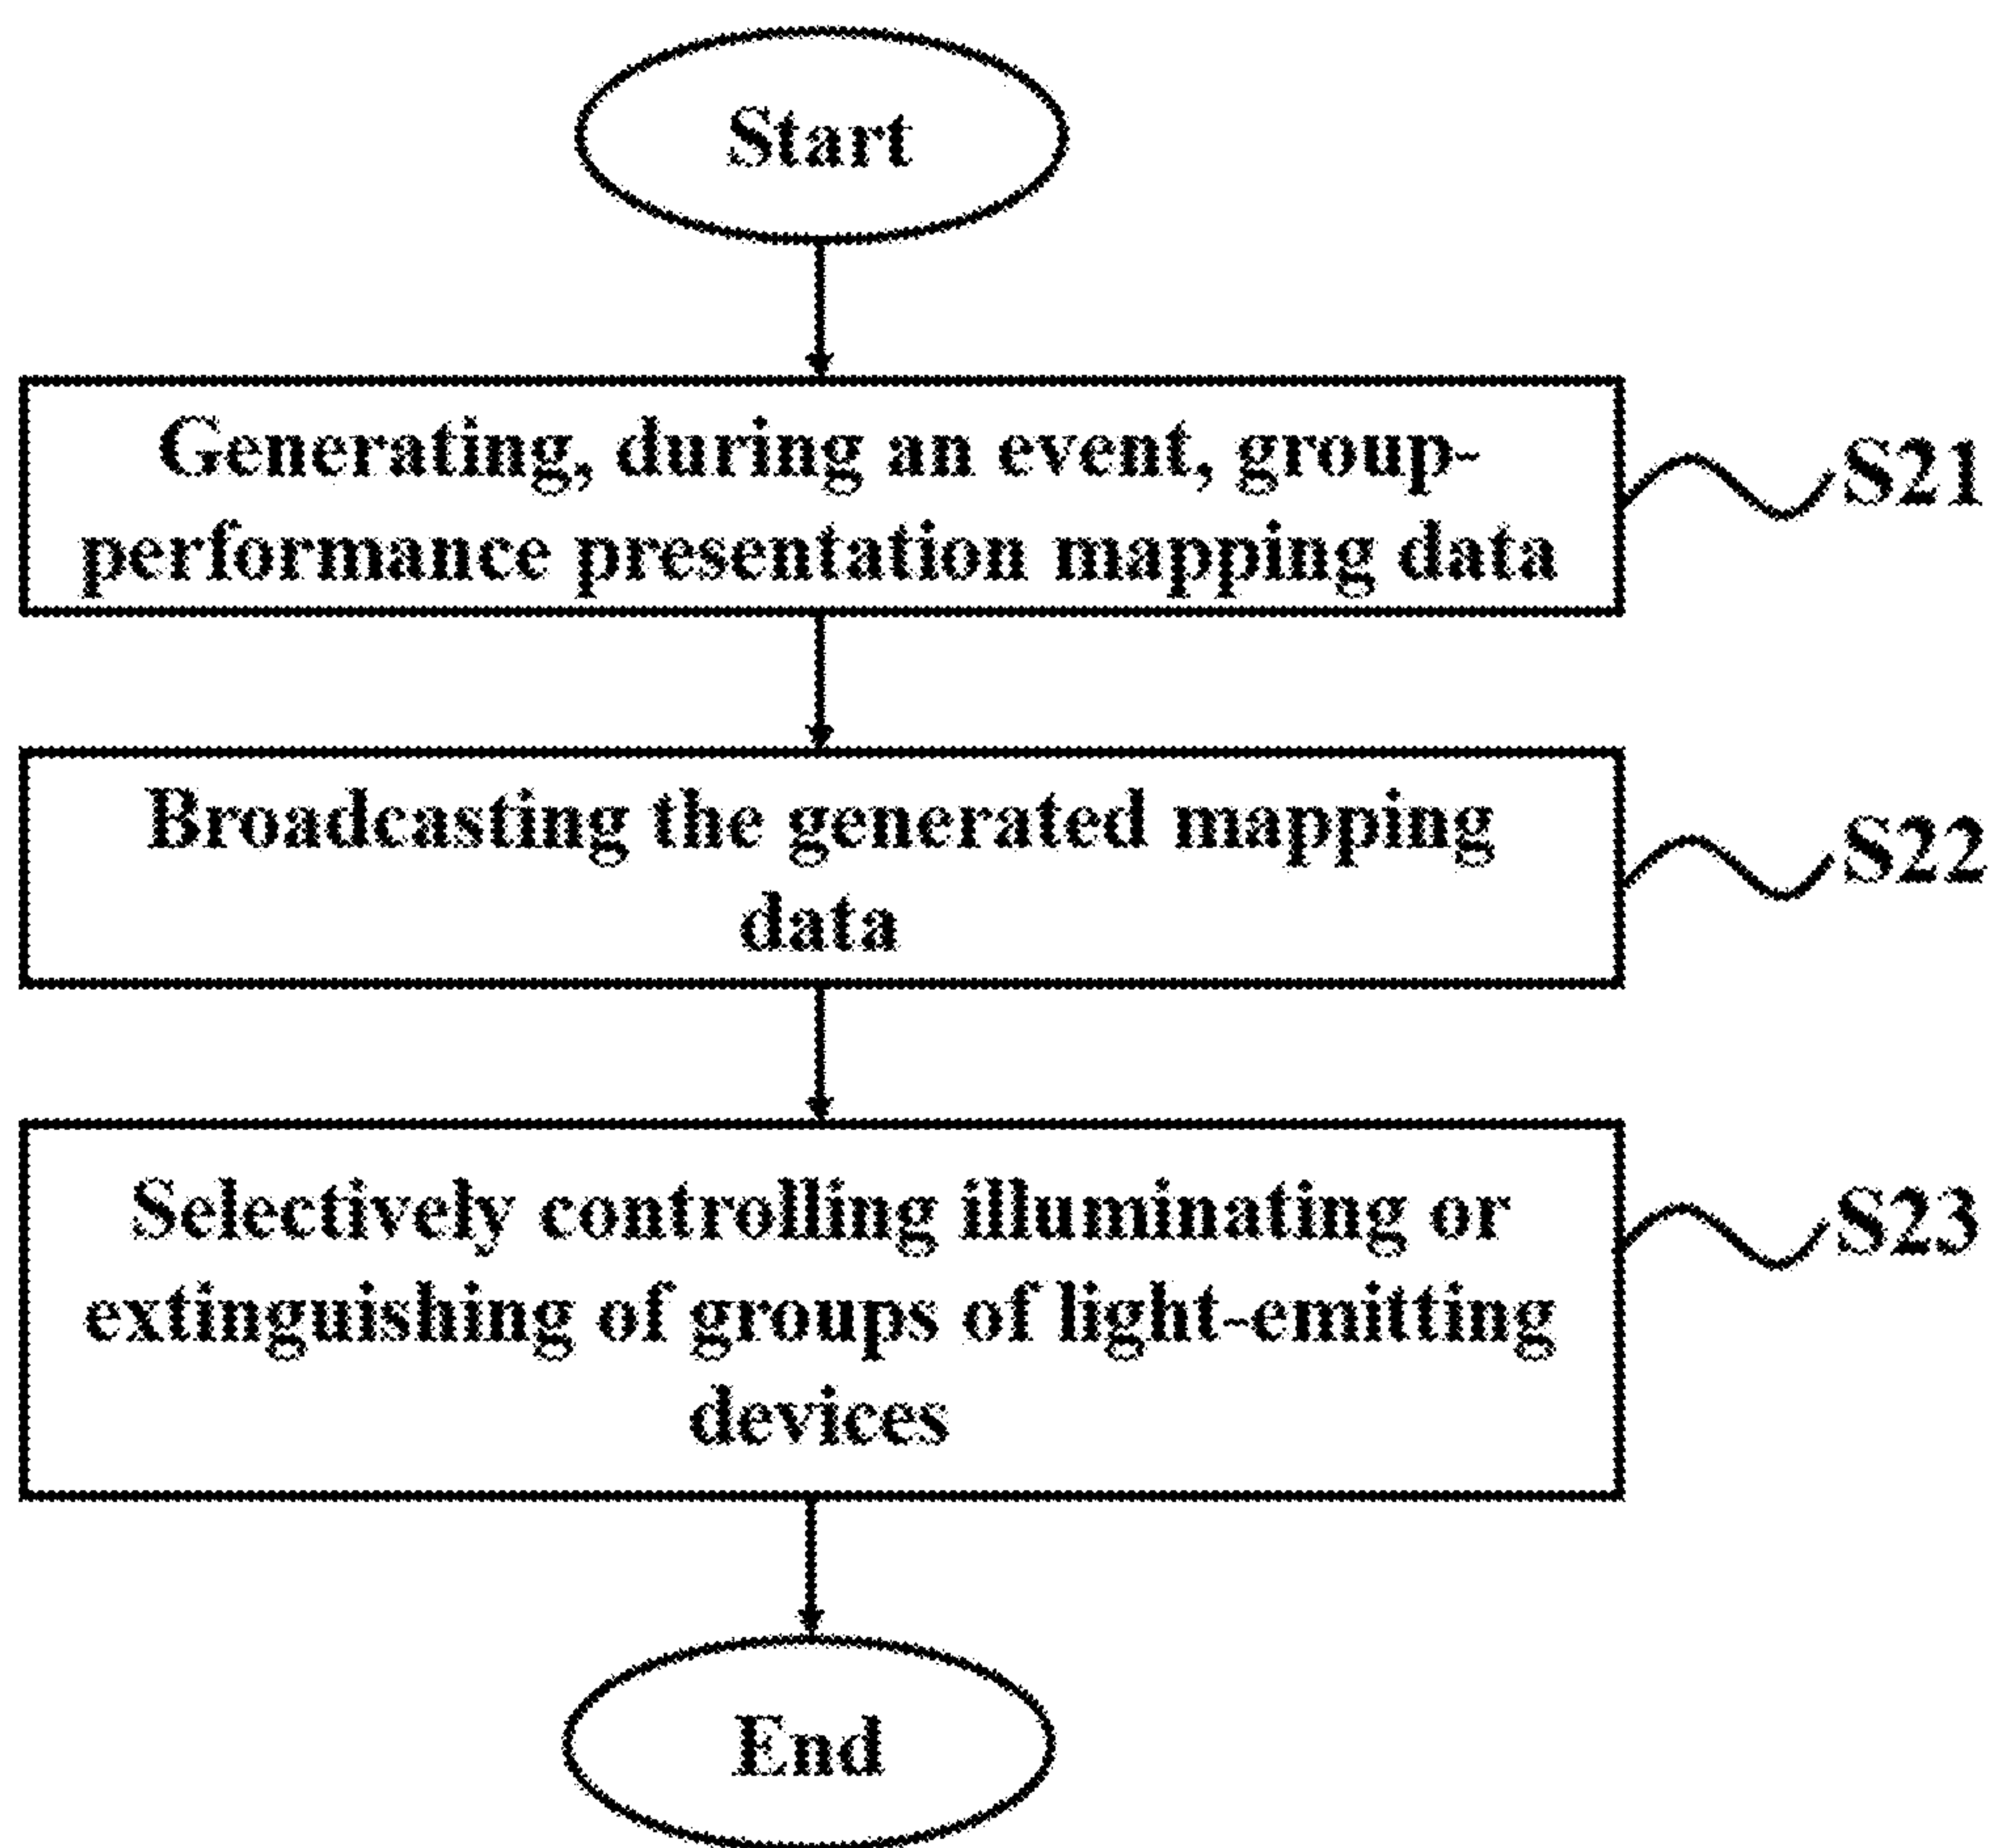 Start
Generating, during an event, group-
performance presentation mapping data
S21
Broadcasting the generated mapping
data
S22
Selectively controlling illuminating or
extinguishing of groups of light-emitting
devices
S23
End